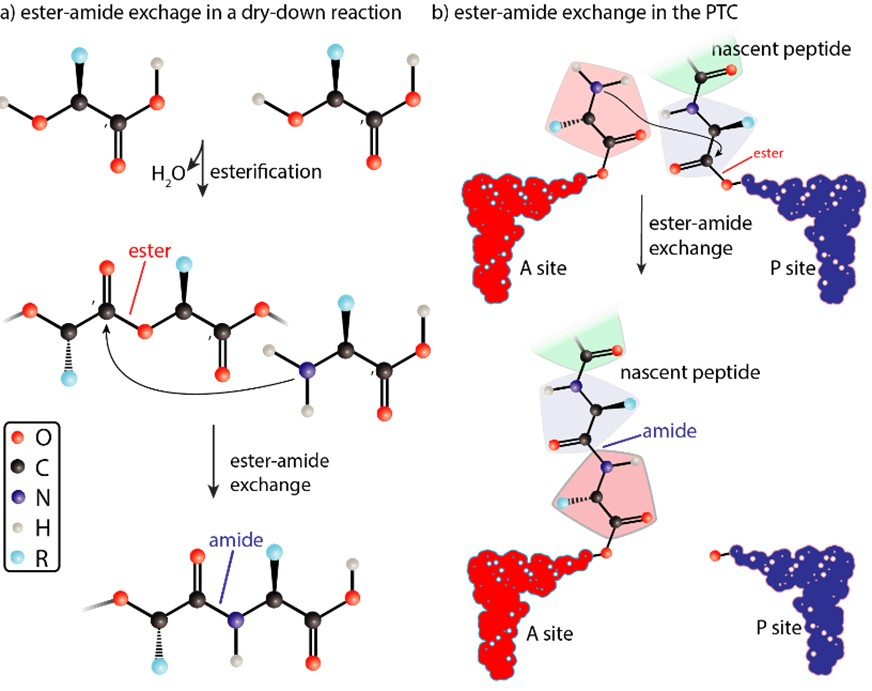 a) ester-amide exchage in a dry-down reaction
H2O
esterification
ester
ester-amide
exchange
O
C
N
H
R
amide
b) ester-amide exchange in the PTC
nascent peptide
ester
ester-amide
exchange
A site
P site
nascent peptide
amide
A site
P site